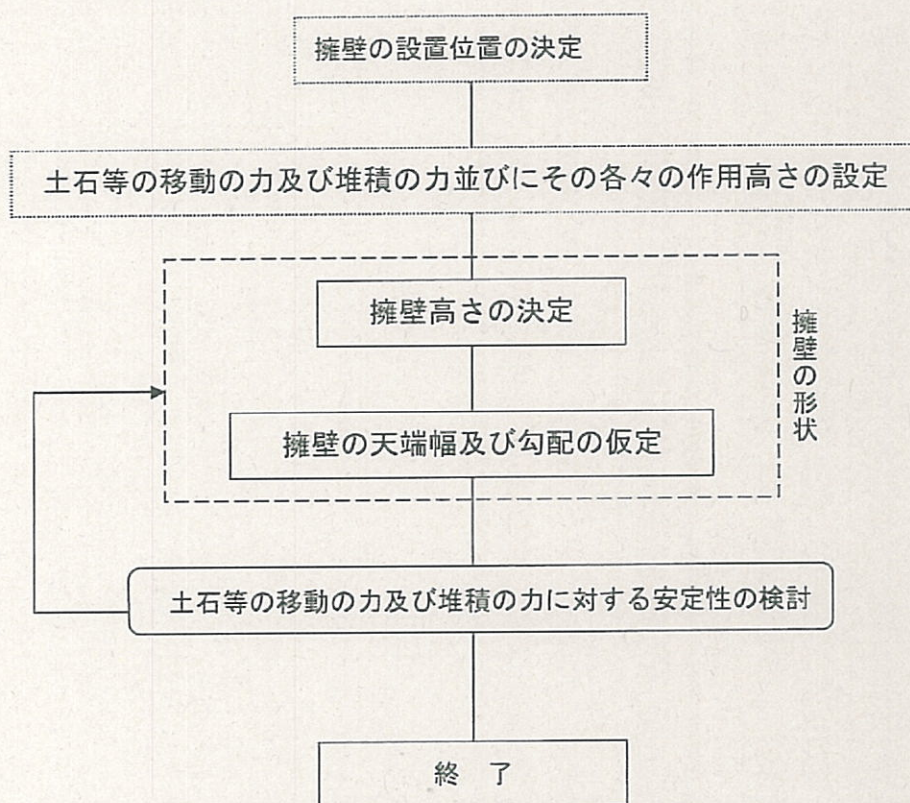 擁壁の設置位置の決定
土石等の移動の力及び堆積の力並びにその各々の作用高さの設定
擁壁高さの決定
擁壁の形状
擁壁の天端幅及び勾配の仮定
土石等の移動の力及び堆積の力に対する安定性の検討
終　了